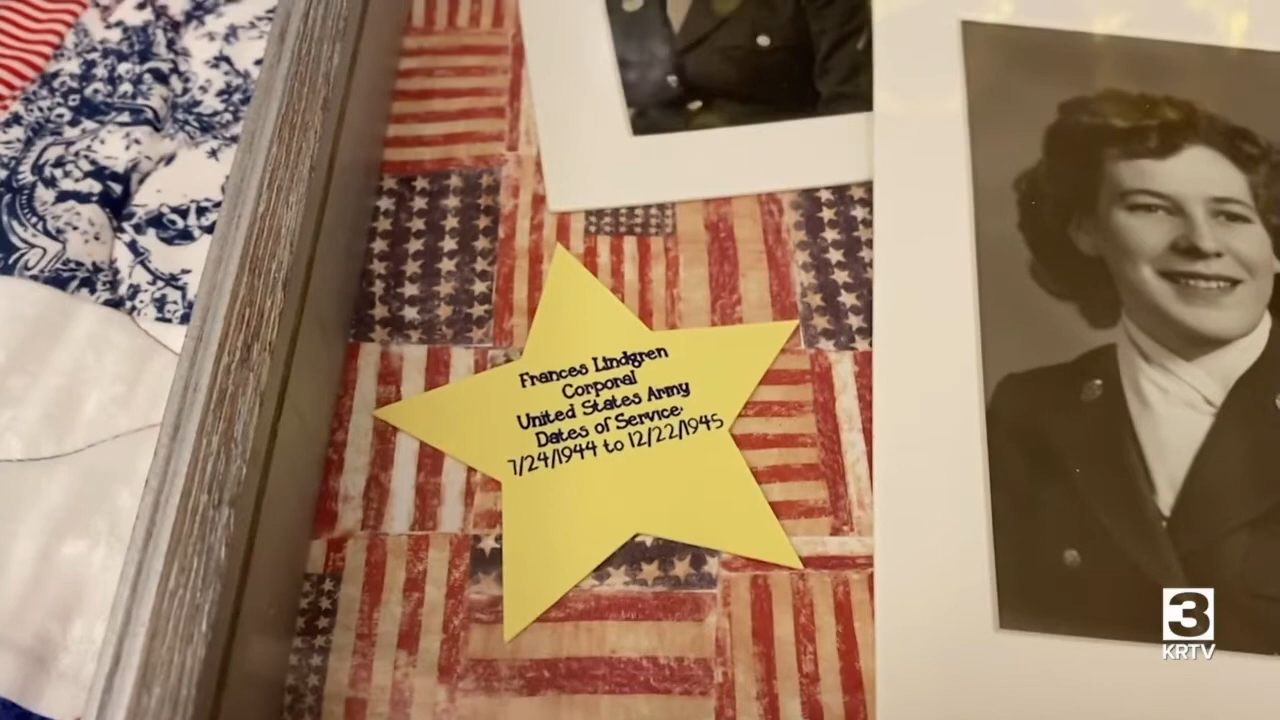 Frances Lindgren
Corporal
United States Army
Dates of Service:
7/24/1944 to 12/22/1945
3
KRTV